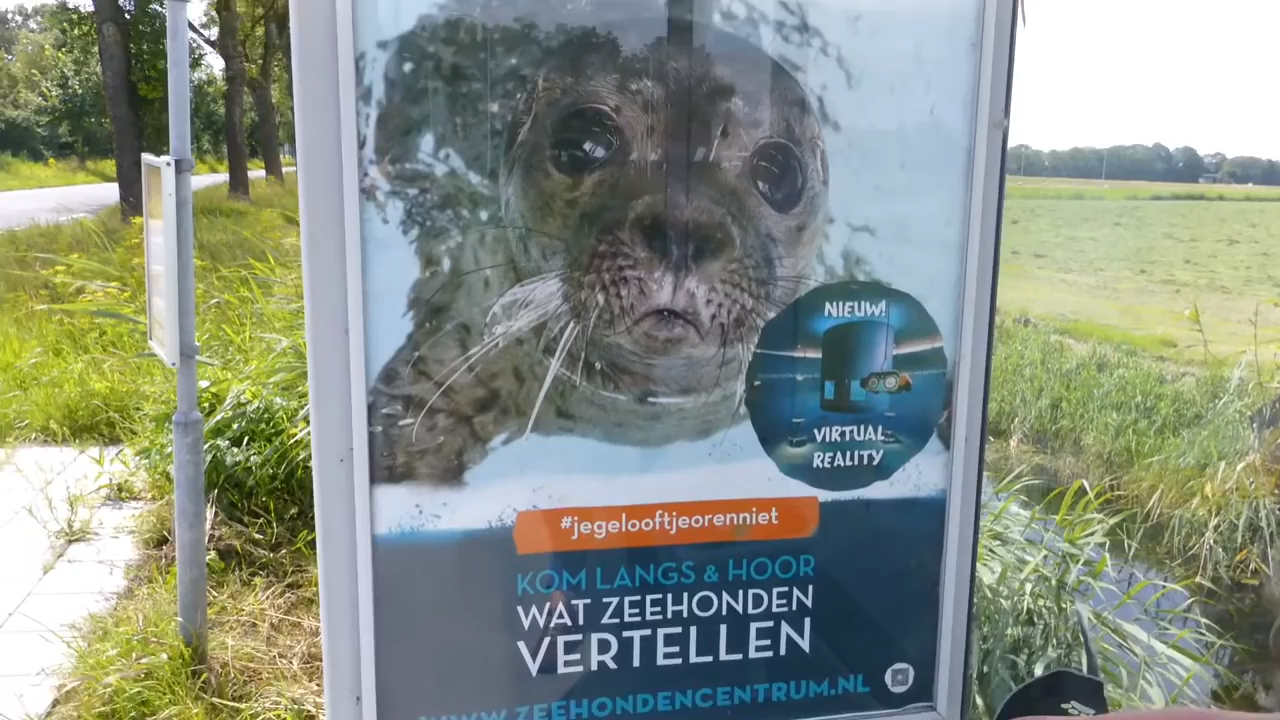 NIEUW!
VIRTUAL
REALITY
#jegelooftjeorenniet
KOM LANGS & HOOR
WAT ZEEHONDEN
VERTELLEN
WWW.ZEEHONDENCENTRUM.NL